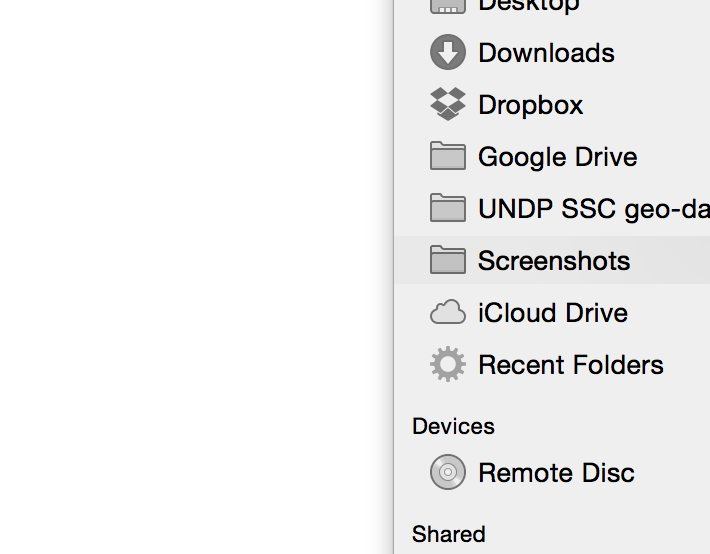 Desktop
Downloads
Dropbox
Google Drive
UNDP SSC geo-da
Screenshots
iCloud Drive
Recent Folders
Devices
Remote Disc
Shared